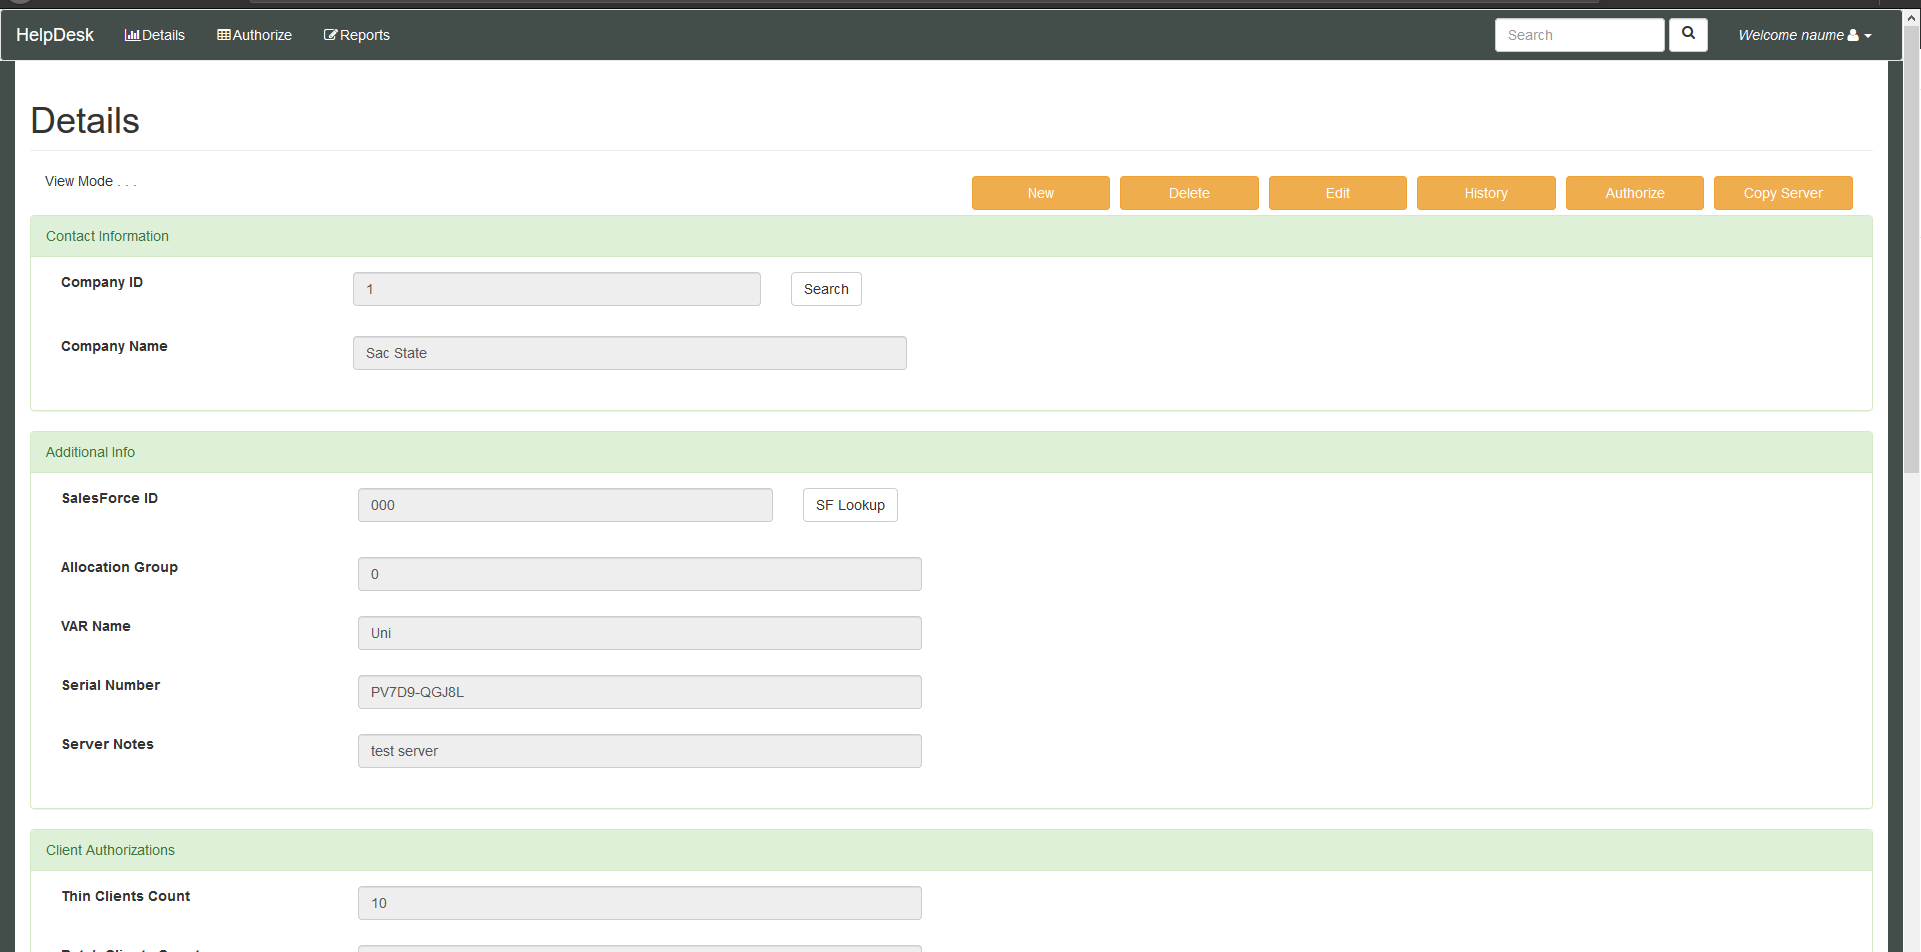 HelpDesk Details Authorize Reports Search Welcome naume
Details
View Mode . . .
New Delete Edit History Authorize Copy Server
Contact Information
Company ID 1 Search
Company Name Sac State
Additional Info
SalesForce ID 000 SF Lookup
Allocation Group 0
VAR Name Uni
Serial Number PV7D9-QGJ8L
Server Notes test server
Client Authorizations
Thin Clients Count 10